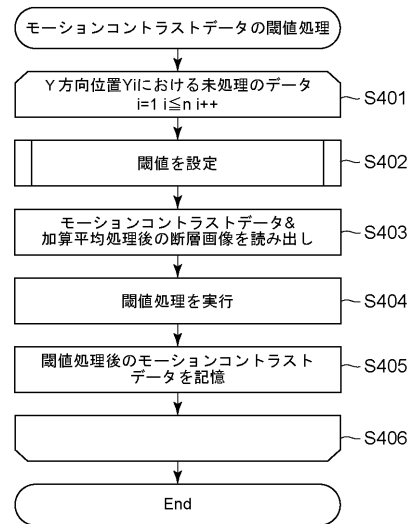 モーションコントラストデータの閾値処理
Y方向位置Yiにおける未処理のデータ
i=1 i≦n i++
S401
閾値を設定
S402
モーションコントラストデータ&
加算平均処理後の断層画像を読み出し
S403
閾値処理を実行
S404
閾値処理後のモーションコントラスト
データを記憶
S405
S406
End